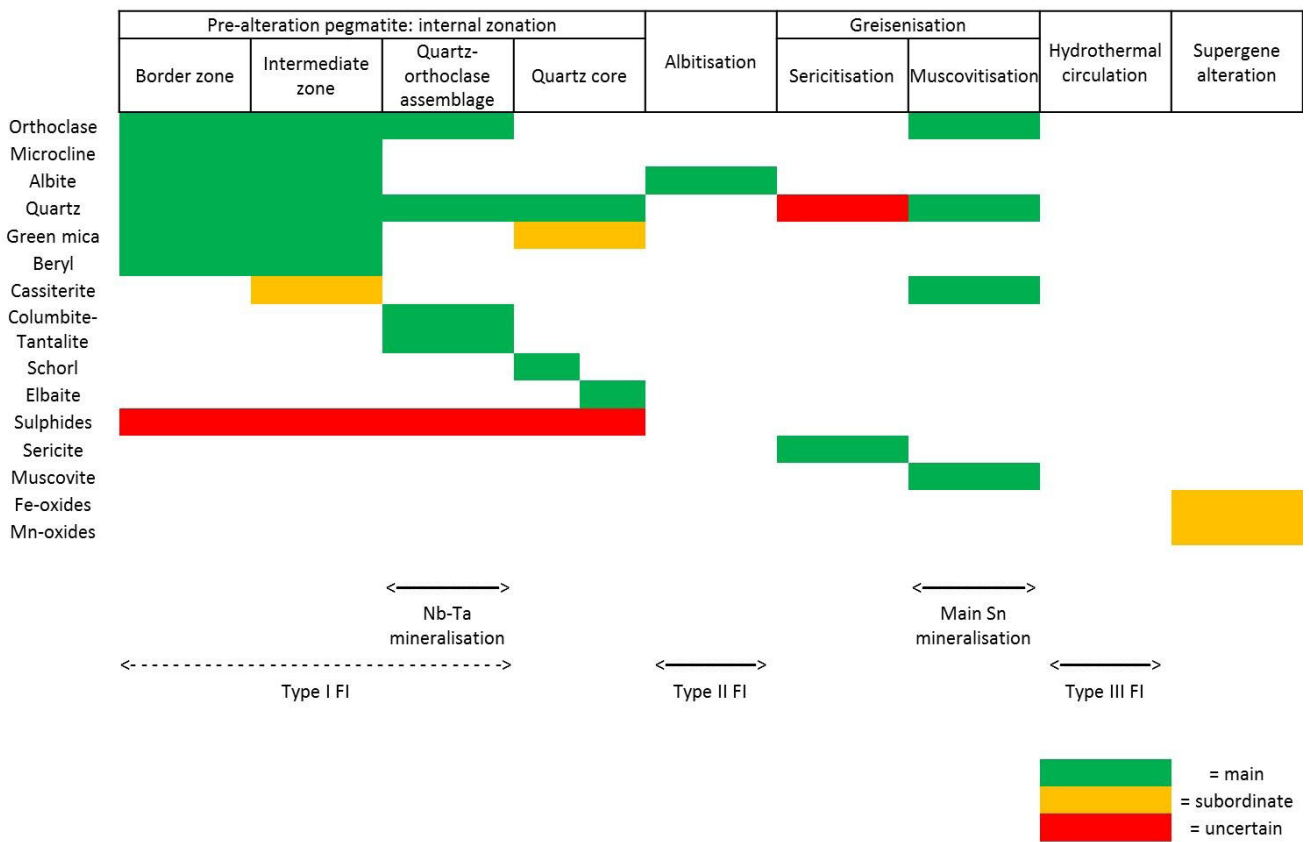 Pre-alteration pegmatite: internal zonation
Greisenisation
Border zone
Intermediate
zone
Quartz-
orthoclase
assemblage
Quartz core
Albitisation
Sericitisation
Muscovitisation
Hydrothermal
circulation
Supergene
alteration
Orthoclase
Microcline
Albite
Quartz
Green mica
Beryl
Cassiterite
Columbite-
Tantalite
Schorl
Elbaite
Sulphides
Sericite
Muscovite
Fe-oxides
Mn-oxides
Nb-Ta
mineralisation
Main Sn
mineralisation
Type I FI
Type II FI
Type III FI
= main
= subordinate
= uncertain